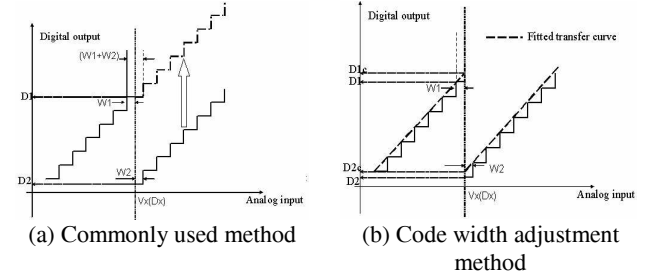 Digital output
(W1+W2)
D1
W1
W2
D2
Vx(Dx)
Analog input
(a) Commonly used method
Digital output
Fitted transfer curve
D1c
D1
W1
D2c
D2
W2
Vx(Dx)
Analog input
(b) Code width adjustment
method